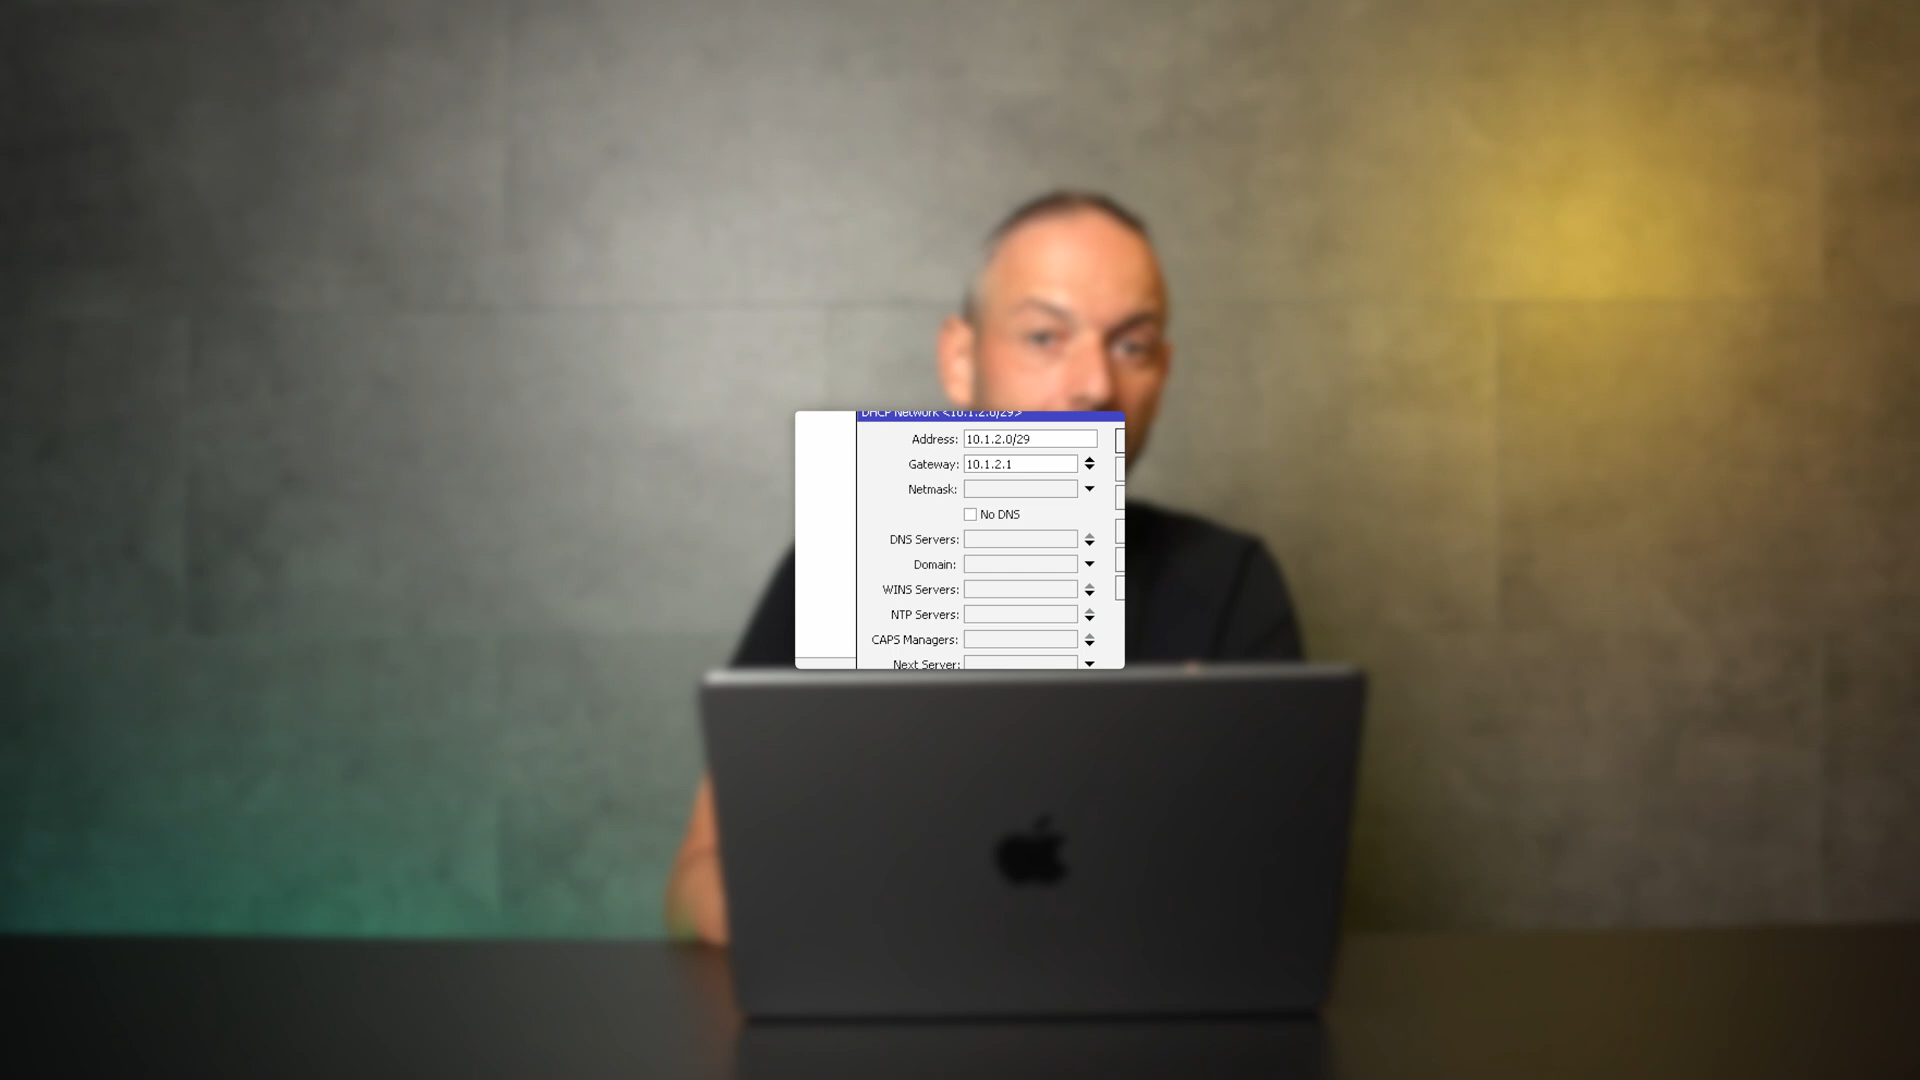 DHCP Network <10.1.2.0/29>
Address: 10.1.2.0/29
Gateway: 10.1.2.1
Netmask:
No DNS
DNS Servers:
Domain:
WINS Servers:
NTP Servers:
CAPS Managers:
Next Server: